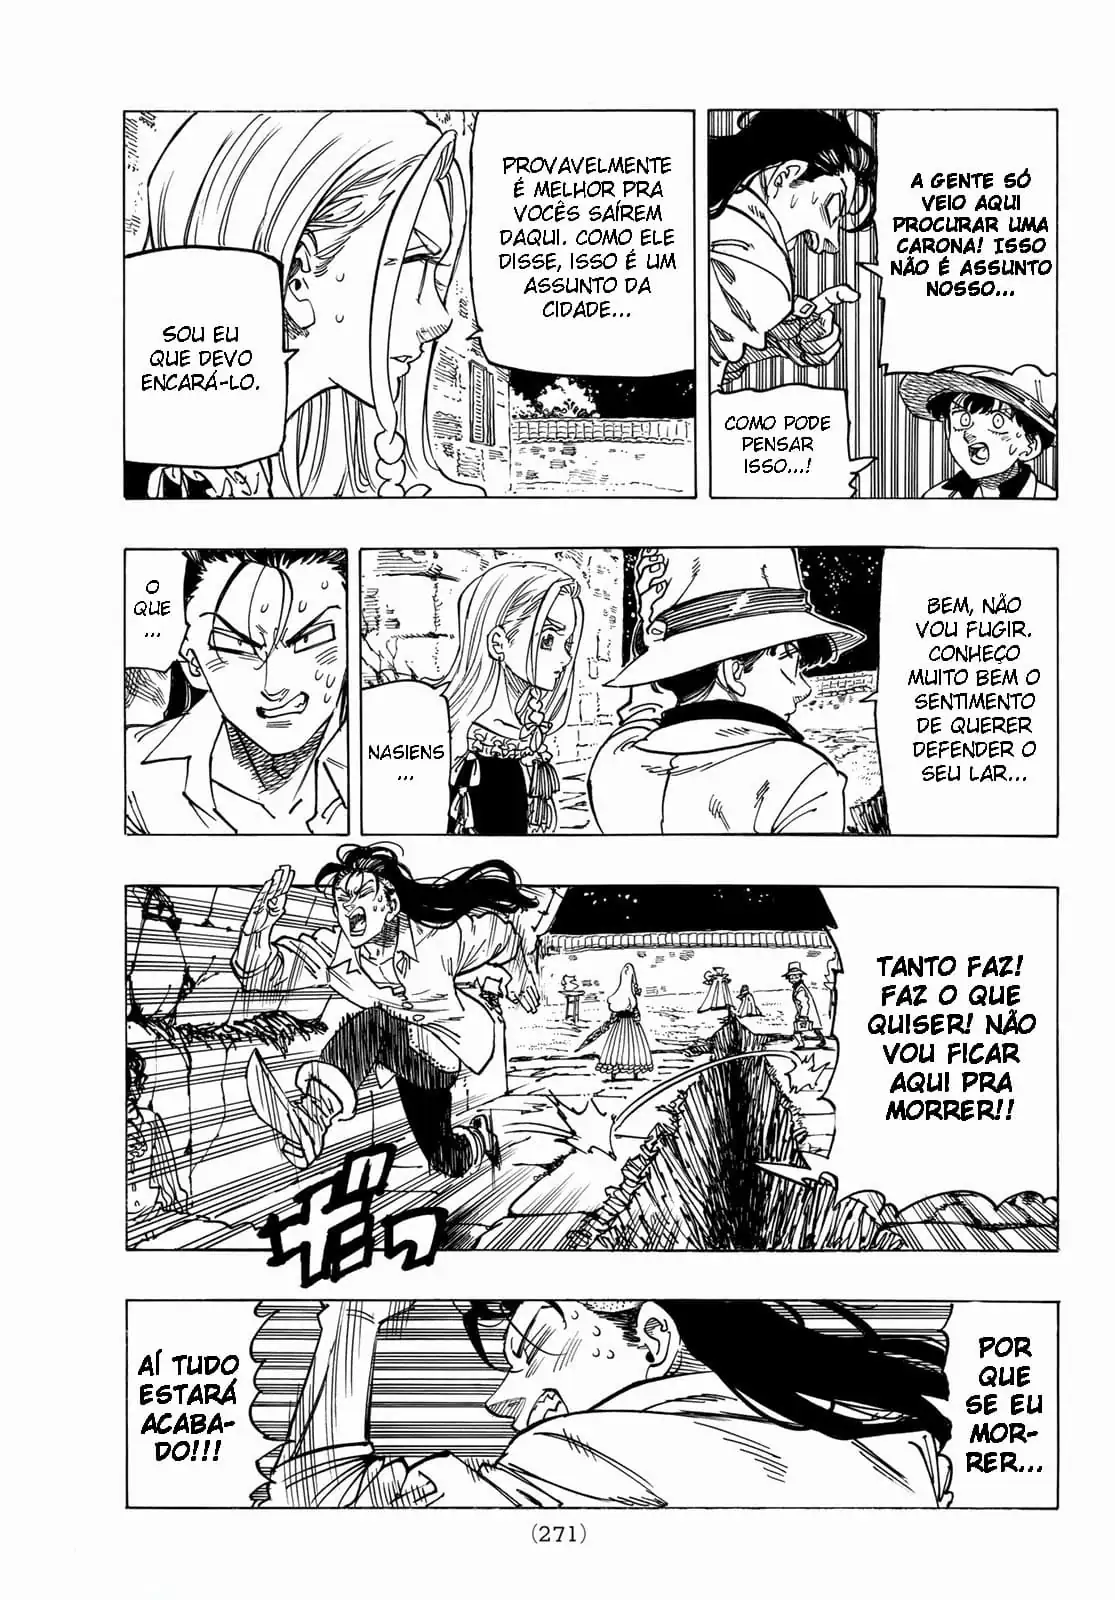 A GENTE SÓ
VEIO AQUI
PROCURAR UMA
CARONA! ISSO
NÃO É ASSUNTO
NOSSO...
COMO PODE
PENSAR
ISSO...!
PROVAVELMENTE
É MELHOR PRA
VOCÊS SAÍREM
DAQUI. COMO ELE
DISSE, ISSO É UM
ASSUNTO DA
CIDADE...
SOU EU
QUE DEVO
ENCARÁ-LO.
BEM, NÃO
VOU FUGIR.
CONHEÇO
MUITO BEM O
SENTIMENTO
DE QUERER
DEFENDER O
SEU LAR...
NASIENS
...
O
QUE
...
TANTO FAZ!
FAZ O QUE
QUISER! NÃO
VOU FICAR
AQUI PRA
MORRER!!
ザッ
POR
QUE
SE EU
MOR-
RER...
AÍ TUDO
ESTARÁ
ACABA-
DO!!!
(271)